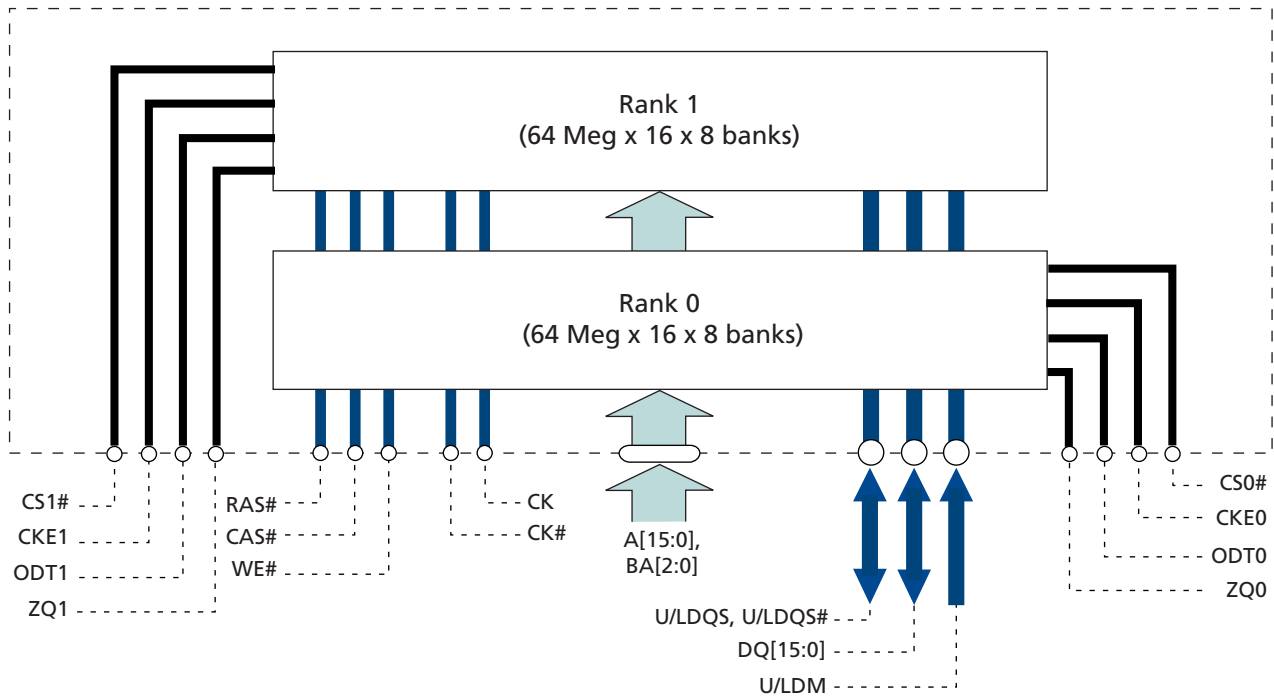 Rank 1
(64 Meg x 16 x 8 banks)
Rank 0
(64 Meg x 16 x 8 banks)
CS1#
CKE1
ODT1
ZQ1
RAS#
CAS#
WE#
CK
CK#
A[15:0],
BA[2:0]
U/LDQS, U/LDQS#
DQ[15:0]
U/LDM
CS0#
CKE0
ODT0
ZQ0